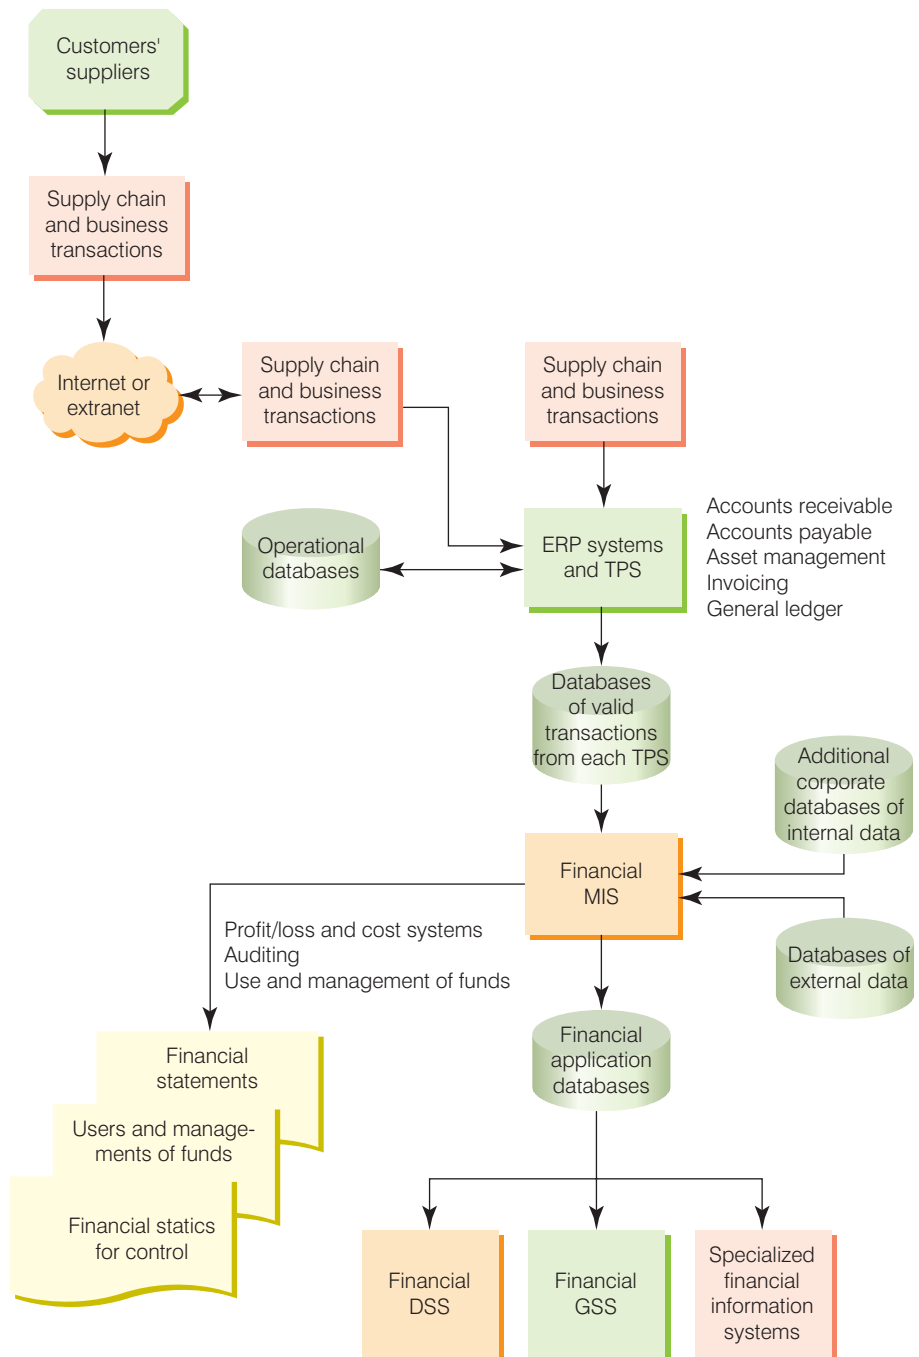 Customers'
suppliers
Supply chain
and business
transactions
Internet or
extranet
Supply chain
and business
transactions
Supply chain
and business
transactions
Operational
databases
ERP systems
and TPS
Accounts receivable
Accounts payable
Asset management
Invoicing
General ledger
Databases
of valid
transactions
from each TPS
Additional
corporate
databases of
internal data
Financial
MIS
Databases of
external data
Profit/loss and cost systems
Auditing
Use and management of funds
Financial
statements
Users and manage-
ments of funds
Financial statics
for control
Financial
application
databases
Financial
DSS
Financial
GSS
Specialized
financial
information
systems